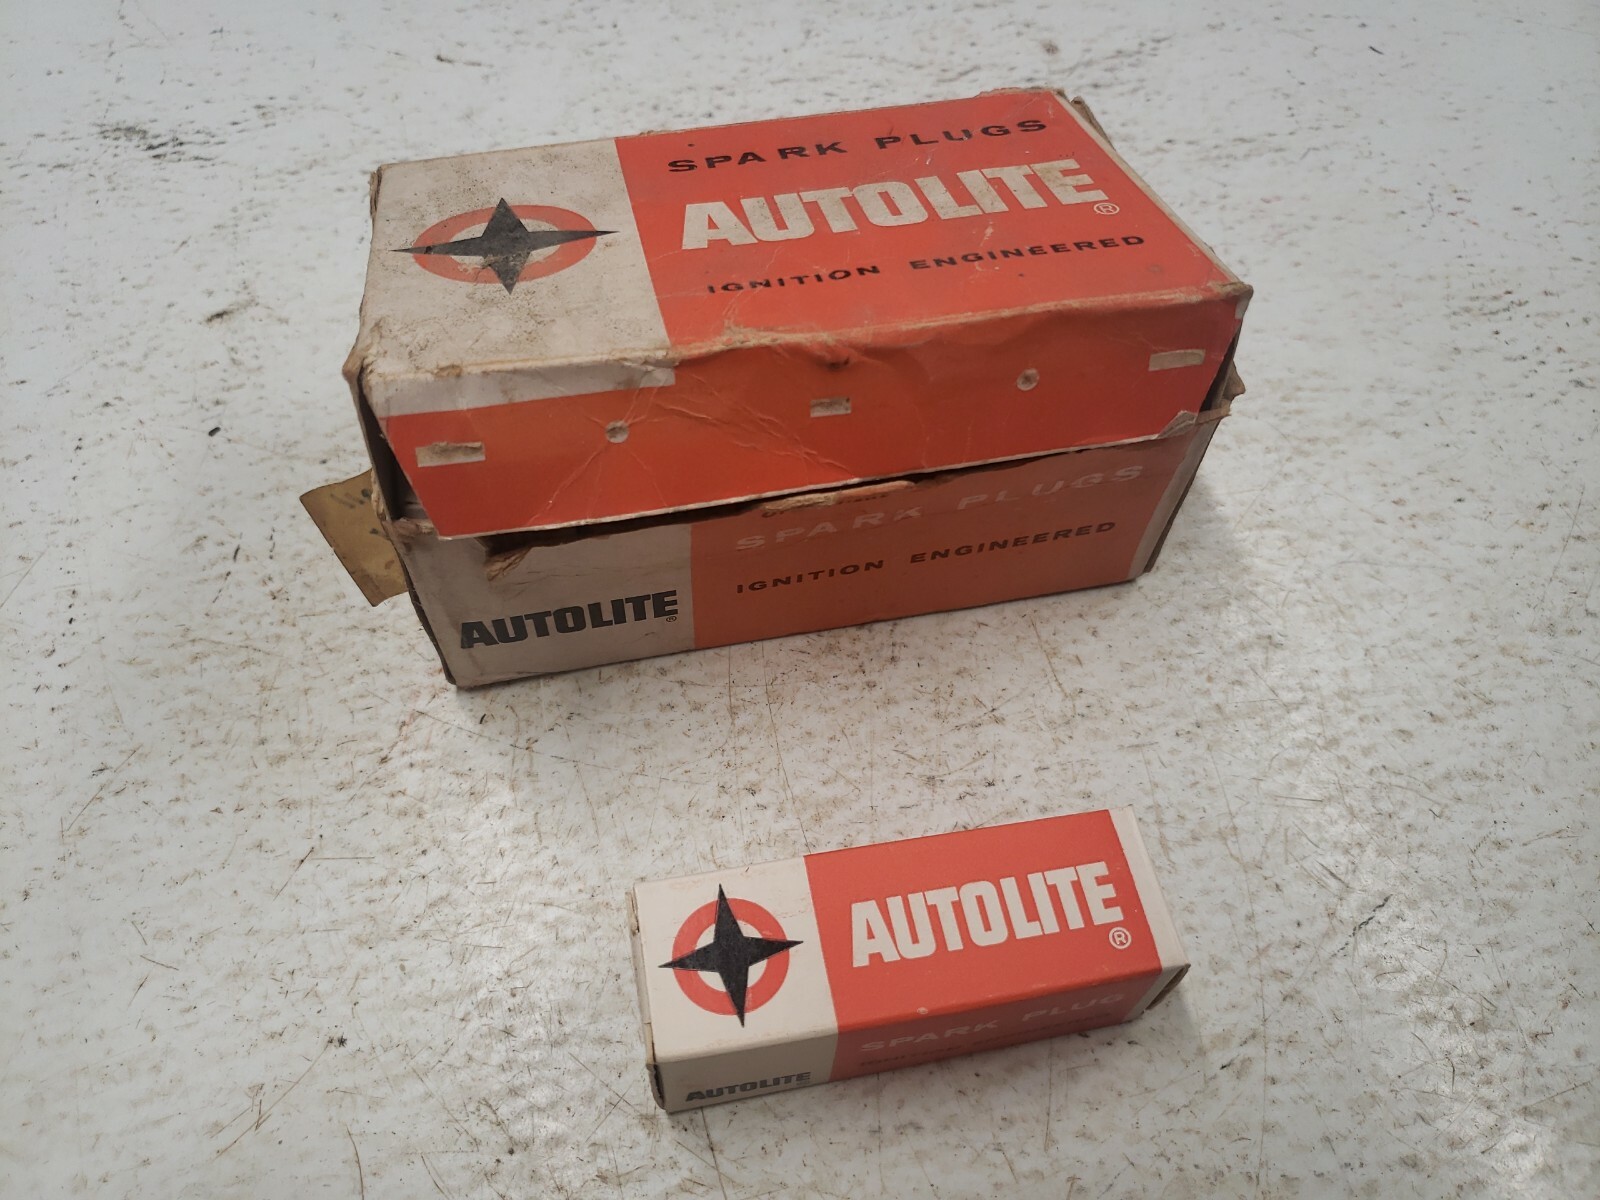 SPARK PLUGS
AUTOLITE®
IGNITION ENGINEERED
SPARK PLUGS
IGNITION ENGINEERED
AUTOLITE®
AUTOLITE®
SPARK PLUG
AUTOLITE